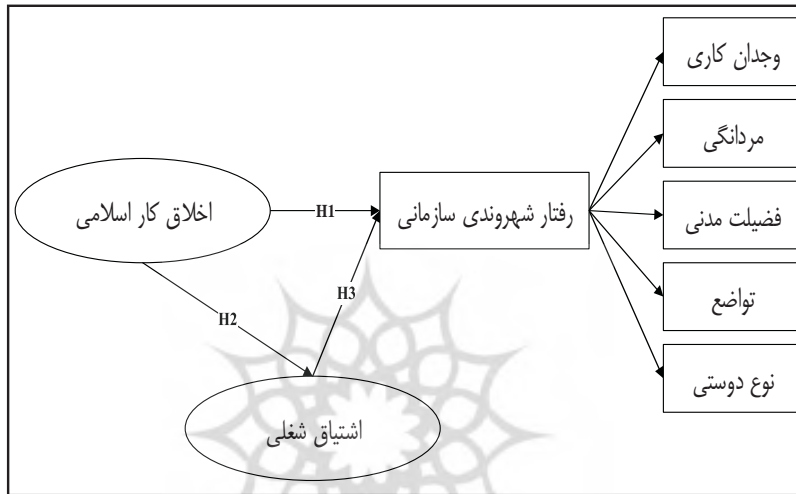 وجدان کاری
مردانگی
اخلاق کار اسلامی
H1
رفتار شهروندی سازمانی
فضیلت مدنی
تواضع
H3
H2
نوع دوستی
اشتیاق شغلی